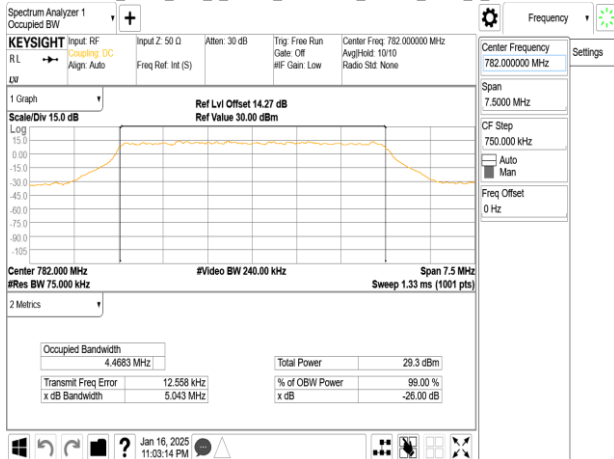 Spectrum Analyzer 1
Occupied BW
+
Frequency
KEYSIGHT
RL
Input: RF
Coupling: DC
Align: Auto
Input Z: 50 Ω
Freq Ref: Int (S)
Atten: 30 dB
Trig: Free Run
Gate: Off
#IF Gain: Low
Center Freq: 782.000000 MHz
Avg|Hold: 10/10
Radio Std: None
Center Frequency
782.000000 MHz
Settings
Span
7.5000 MHz
CF Step
750.000 kHz
Auto
Man
Freq Offset
0 Hz
1 Graph
Scale/Div 15.0 dB
Ref Lvl Offset 14.27 dB
Ref Value 30.00 dBm
Log
15.0
0.00
-15.0
-30.0
-45.0
-60.0
-75.0
-90.0
-105
Center 782.000 MHz
#Res BW 75.000 kHz
#Video BW 240.00 kHz
Span 7.5 MHz
Sweep 1.33 ms (1001 pts)
2 Metrics
Occupied Bandwidth
4.4683 MHz
Transmit Freq Error 12.558 kHz
x dB Bandwidth 5.043 MHz
Total Power 29.3 dBm
% of OBW Power 99.00 %
x dB -26.00 dB
?
Jan 16, 2025
11:03:14 PM